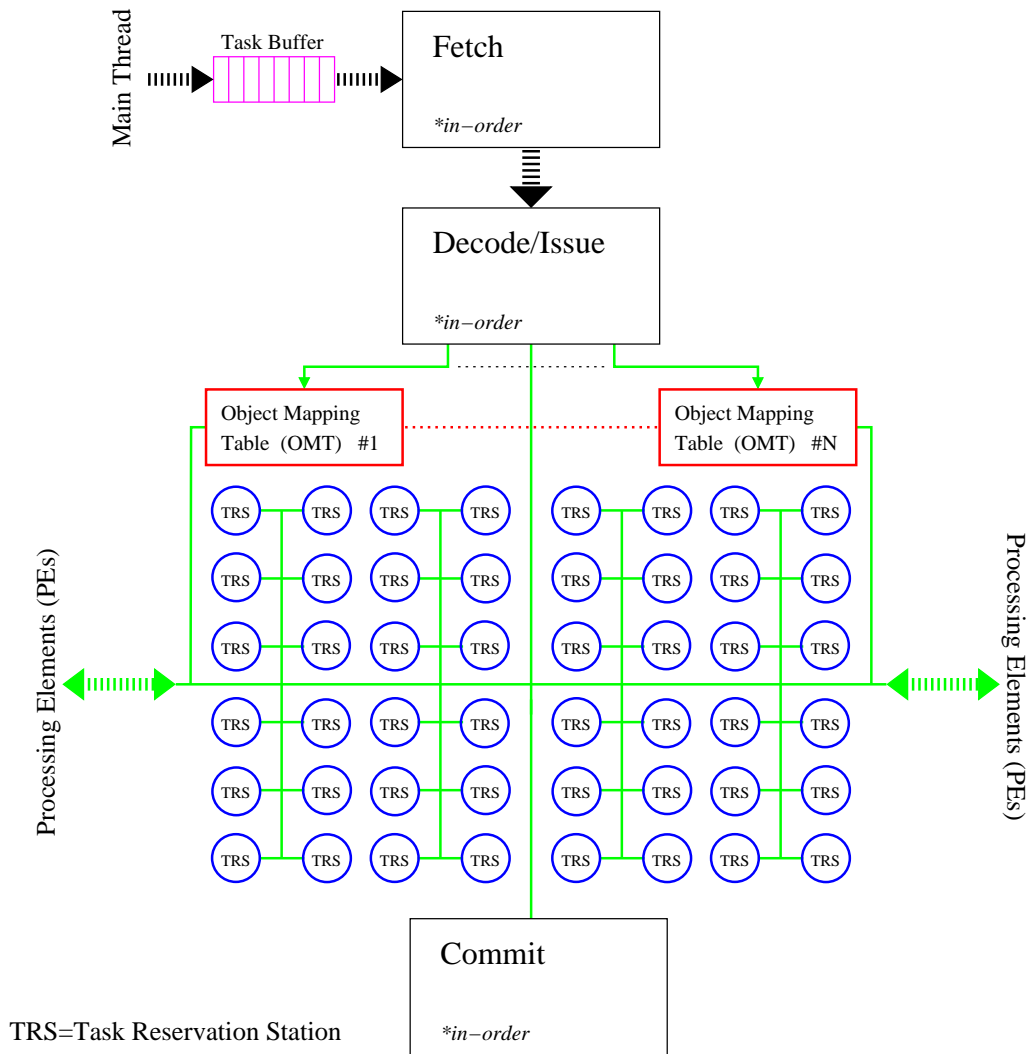 Main Thread
Task Buffer
Fetch
*in−order
Decode/Issue
*in−order
Object Mapping
Table (OMT) #1
Object Mapping
Table (OMT) #N
TRS TRS TRS TRS TRS TRS TRS TRS
TRS TRS TRS TRS TRS TRS TRS TRS
TRS TRS TRS TRS TRS TRS TRS TRS
Processing Elements (PEs)
Processing Elements (PEs)
TRS TRS TRS TRS TRS TRS TRS TRS
TRS TRS TRS TRS TRS TRS TRS TRS
TRS TRS TRS TRS TRS TRS TRS TRS
Commit
*in−order
TRS=Task Reservation Station